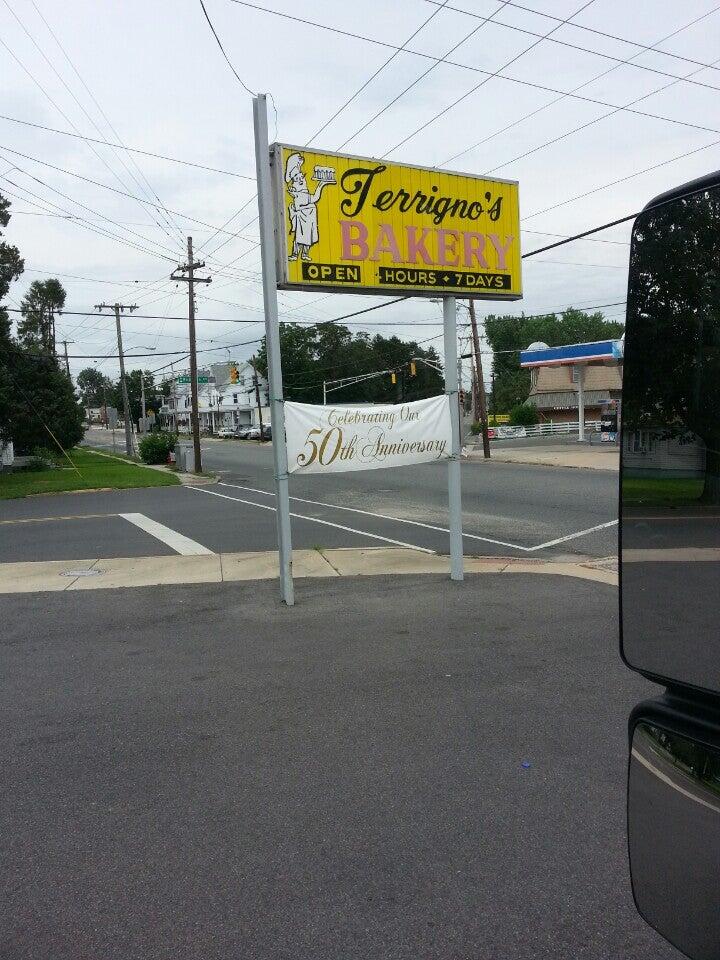 Terrigno's
BAKERY
OPEN HOURS • 7 DAYS
Celebrating Our
50th Anniversary